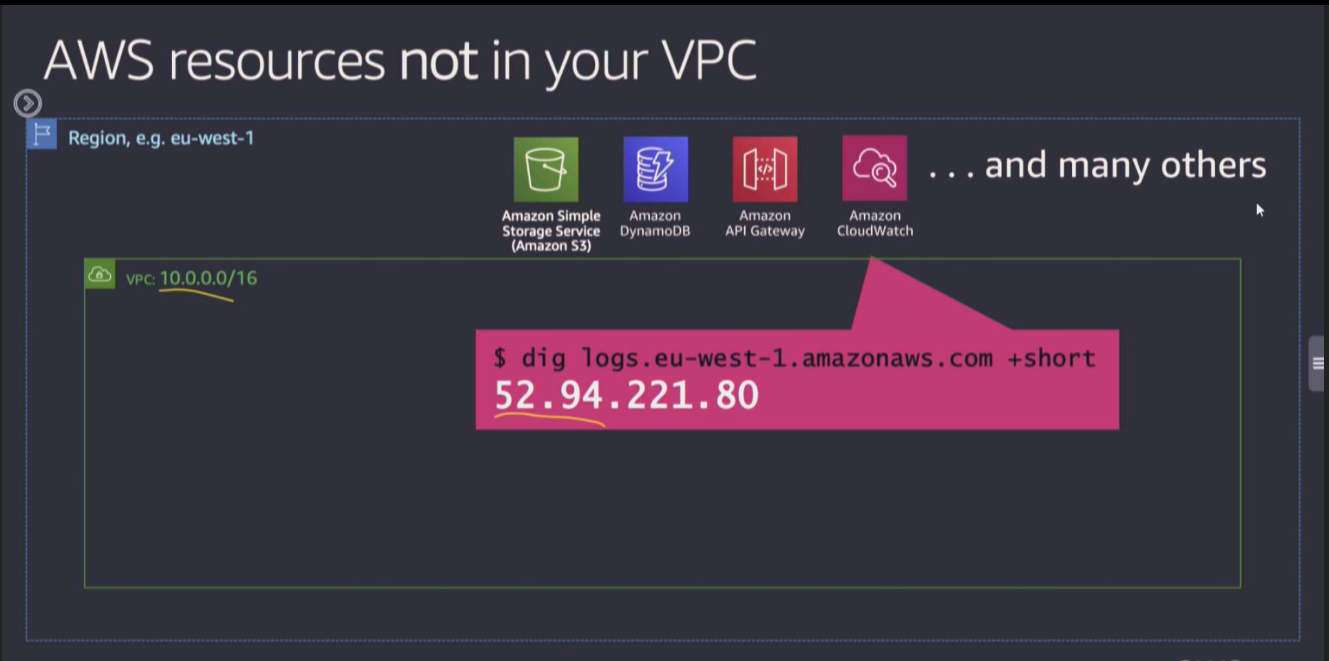 AWS resources not in your VPC
Region, e.g. eu-west-1
. . . and many others
Amazon Simple
Storage Service
(Amazon S3)
Amazon
DynamoDB
Amazon
API Gateway
Amazon
CloudWatch
VPC: 10.0.0.0/16
$ dig logs.eu-west-1.amazonaws.com +short
52.94.221.80